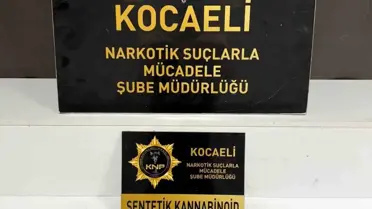 KOCAELİ
NARKOTİK SUÇLARLA
MÜCADELE
ŞUBE MÜDÜRLÜĞÜ
KNP
KOCAELİ
NARKOTİK SUÇLARLA
MÜCADELE
ŞUBE MÜDÜRLÜĞÜ
SENTETİK KANNABİNOİD